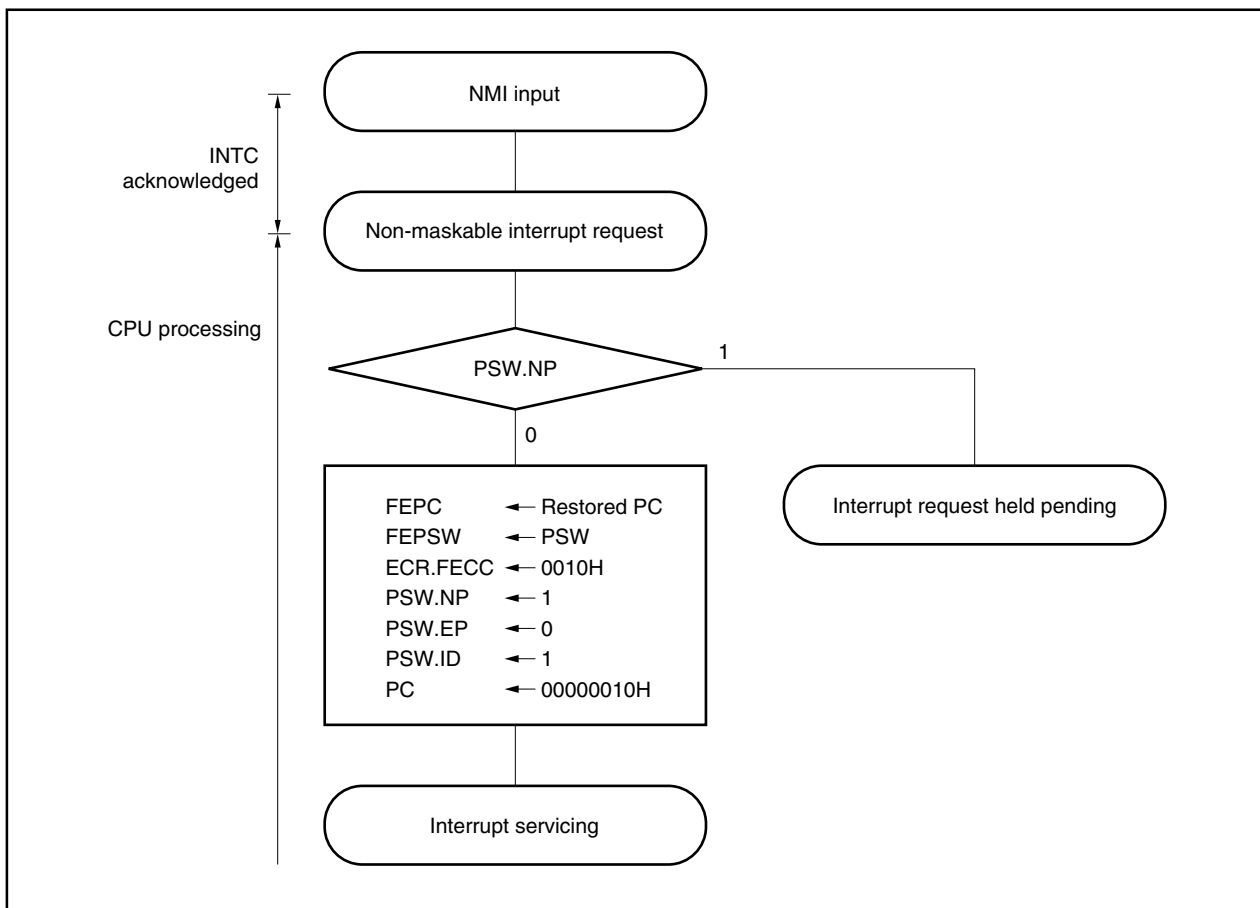 NMI input
INTC
acknowledged
Non-maskable interrupt request
CPU processing
PSW.NP
1
0
FEPC ← Restored PC
FEPSW ← PSW
ECR.FECC ← 0010H
PSW.NP ← 1
PSW.EP ← 0
PSW.ID ← 1
PC ← 00000010H
Interrupt request held pending
Interrupt servicing